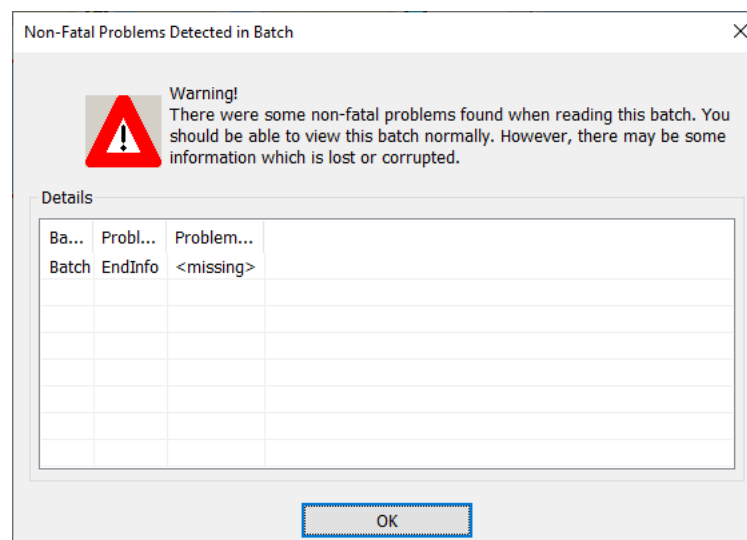 Non-Fatal Problems Detected in Batch
Warning!
There were some non-fatal problems found when reading this batch. You
should be able to view this batch normally. However, there may be some
information which is lost or corrupted.
Details
Ba... Probl... Problem...
Batch EndInfo <missing>
OK